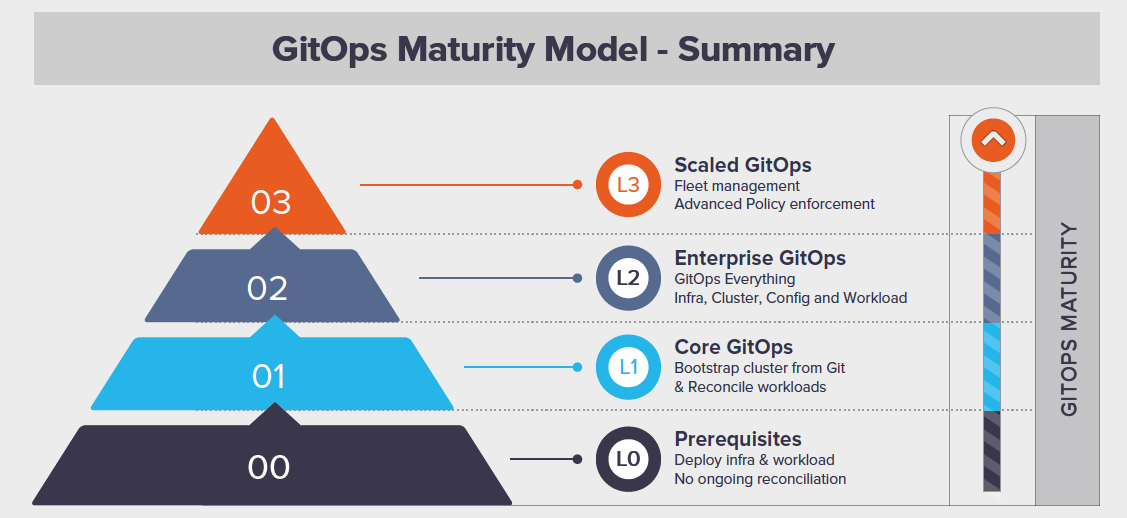 GitOps Maturity Model - Summary
03
L3
Scaled GitOps
Fleet management
Advanced Policy enforcement
02
L2
Enterprise GitOps
GitOps Everything
Infra, Cluster, Config and Workload
01
L1
Core GitOps
Bootstrap cluster from Git
& Reconcile workloads
00
L0
Prerequisites
Deploy infra & workload
No ongoing reconciliation
GITOPS MATURITY